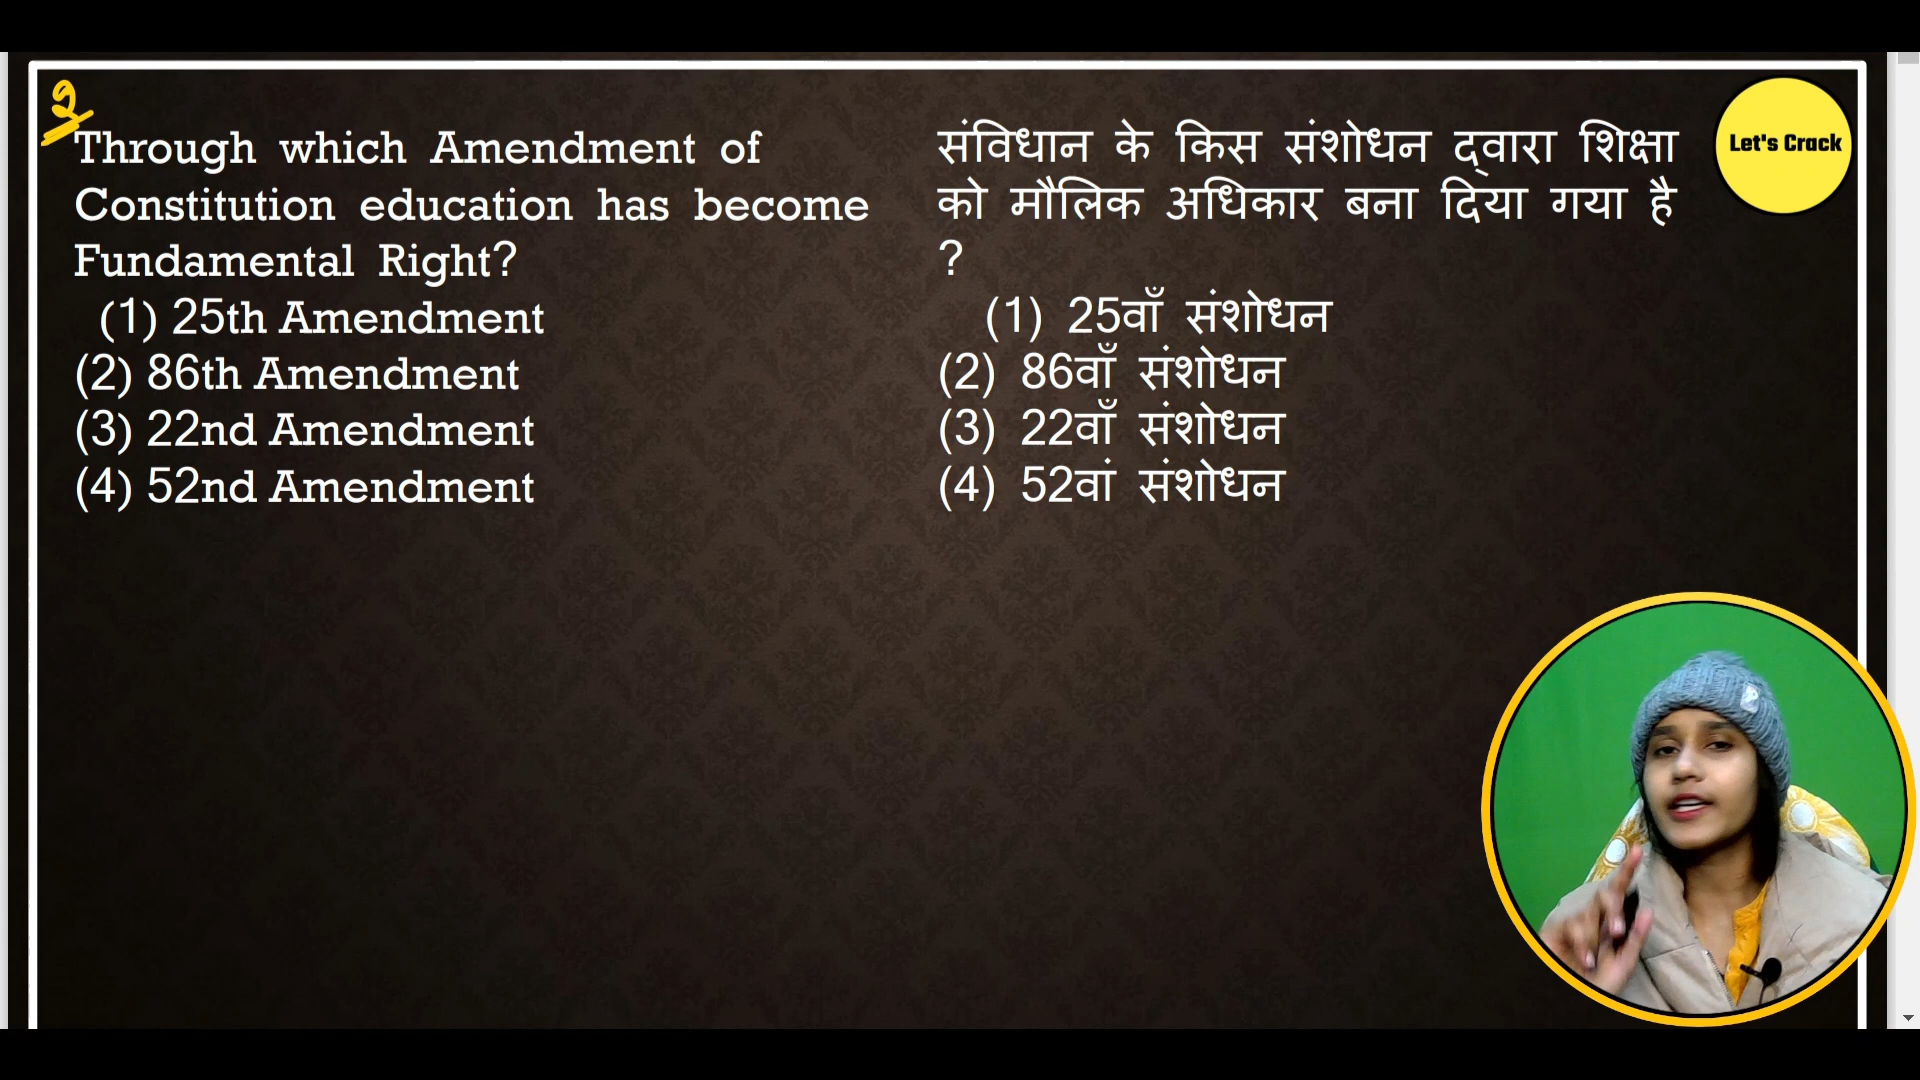 2
Through which Amendment of
Constitution education has become
Fundamental Right?
(1) 25th Amendment
(2) 86th Amendment
(3) 22nd Amendment
(4) 52nd Amendment
संविधान के किस संशोधन द्वारा शिक्षा
को मौलिक अधिकार बना दिया गया है
?
(1) 25वाँ संशोधन
(2) 86वाँ संशोधन
(3) 22वाँ संशोधन
(4) 52वां संशोधन
Let's Crack